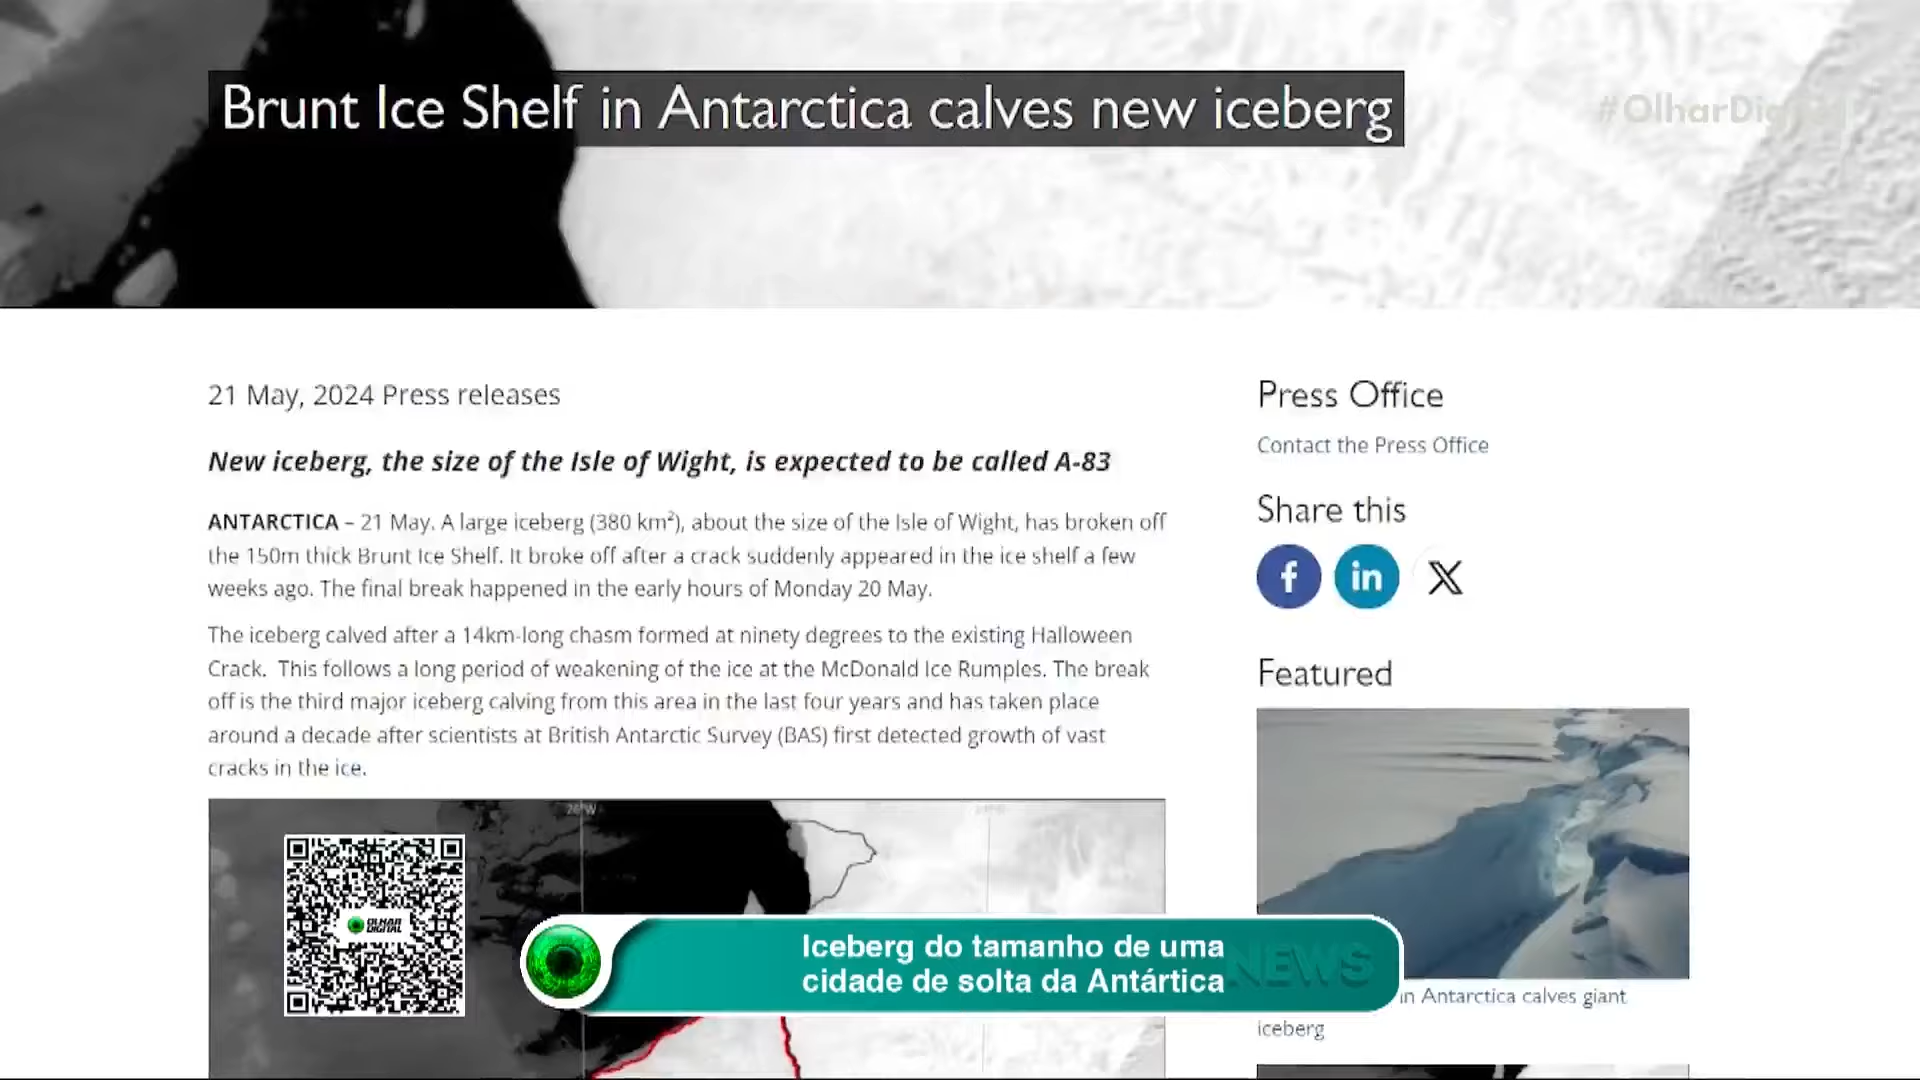 Brunt Ice Shelf in Antarctica calves new iceberg
21 May, 2024 Press releases
New iceberg, the size of the Isle of Wight, is expected to be called A-83
ANTARCTICA – 21 May. A large iceberg (380 km²), about the size of the Isle of Wight, has broken off
the 150m thick Brunt Ice Shelf. It broke off after a crack suddenly appeared in the ice shelf a few
weeks ago. The final break happened in the early hours of Monday 20 May.
The iceberg calved after a 14km-long chasm formed at ninety degrees to the existing Halloween
Crack. This follows a long period of weakening of the ice at the McDonald Ice Rumples. The break
off is the third major iceberg calving from this area in the last four years and has taken place
around a decade after scientists at British Antarctic Survey (BAS) first detected growth of vast
cracks in the ice.
Press Office
Contact the Press Office
Share this
f in X
Featured
in Antarctica calves giant
iceberg
OLHAR
DIGITAL
Iceberg do tamanho de uma
cidade de solta da Antártica
NEWS